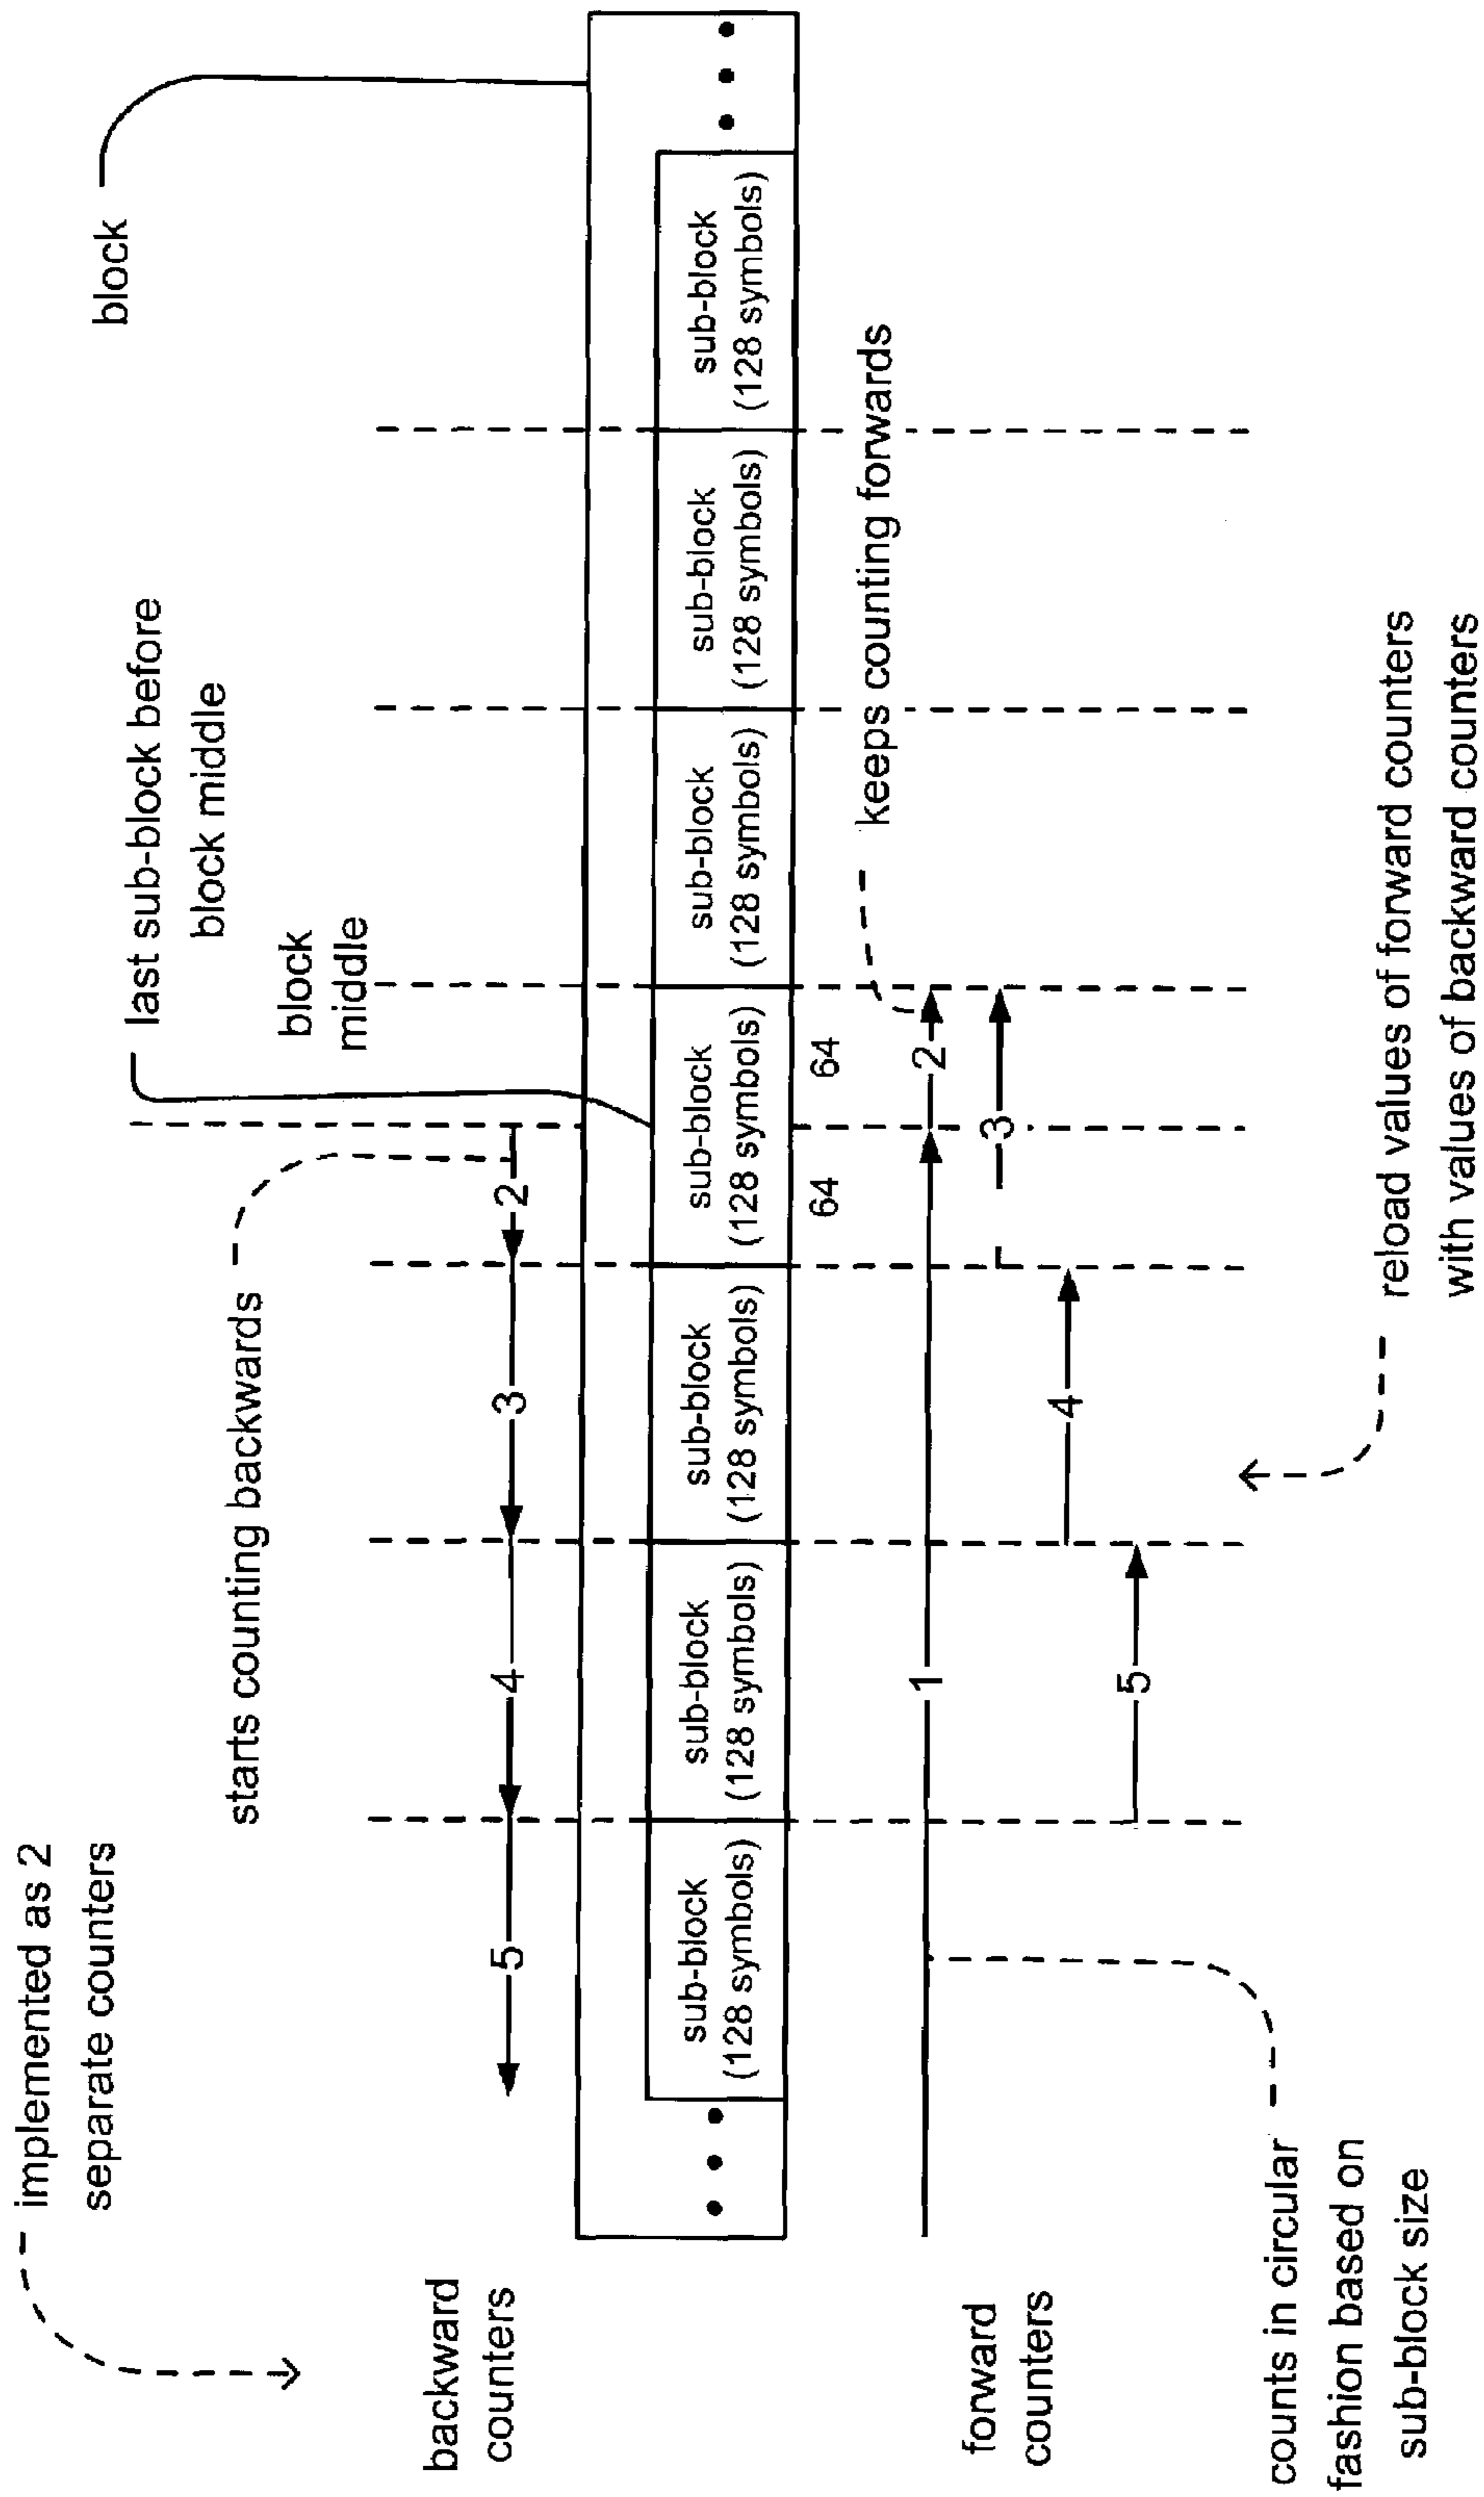 implemented as 2
separate counters
starts counting backwards
last sub-block before
block middle
block
middle
block
backward
counters
5
4
3
2
sub-block
(128 symbols)
sub-block
(128 symbols)
sub-block
(128 symbols)
sub-block
(128 symbols)
sub-block
(128 symbols)
sub-block
(128 symbols)
sub-block
(128 symbols)
64
64
keeps counting forwards
forward
counters
1
2
3
4
5
counts in circular
fashion based on
sub-block size
reload values of forward counters
with values of backward counters